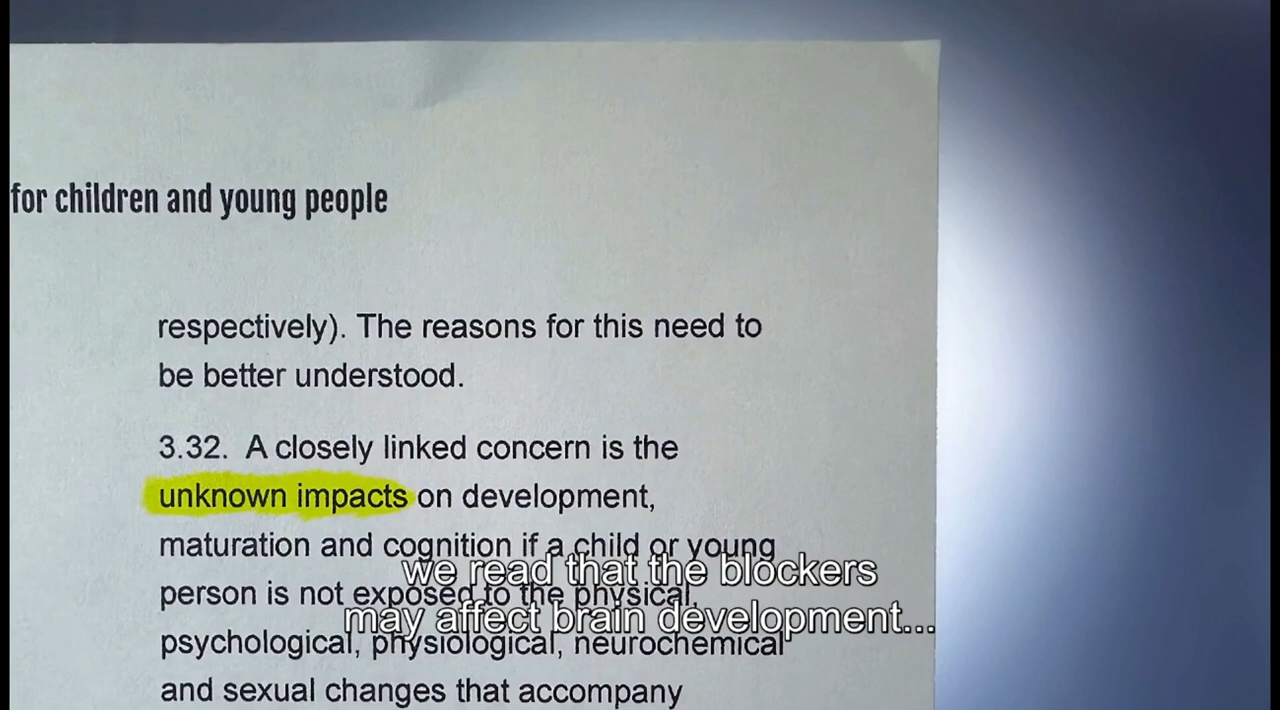 for children and young people
respectively). The reasons for this need to
be better understood.
3.32. A closely linked concern is the
unknown impacts on development,
maturation and cognition if a child or young
person is not exposed to the physical,
psychological, physiological, neurochemical
and sexual changes that accompany
we read that the blockers
may affect brain development...